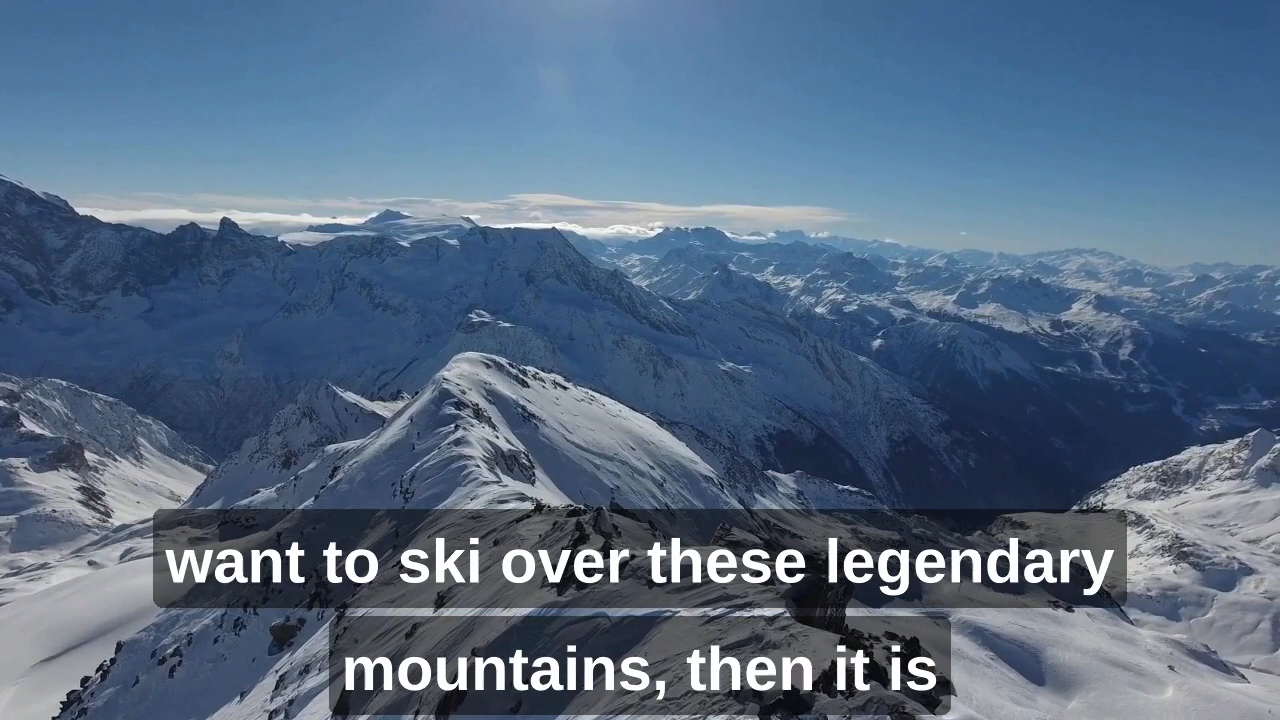 want to ski over these legendary
mountains, then it is